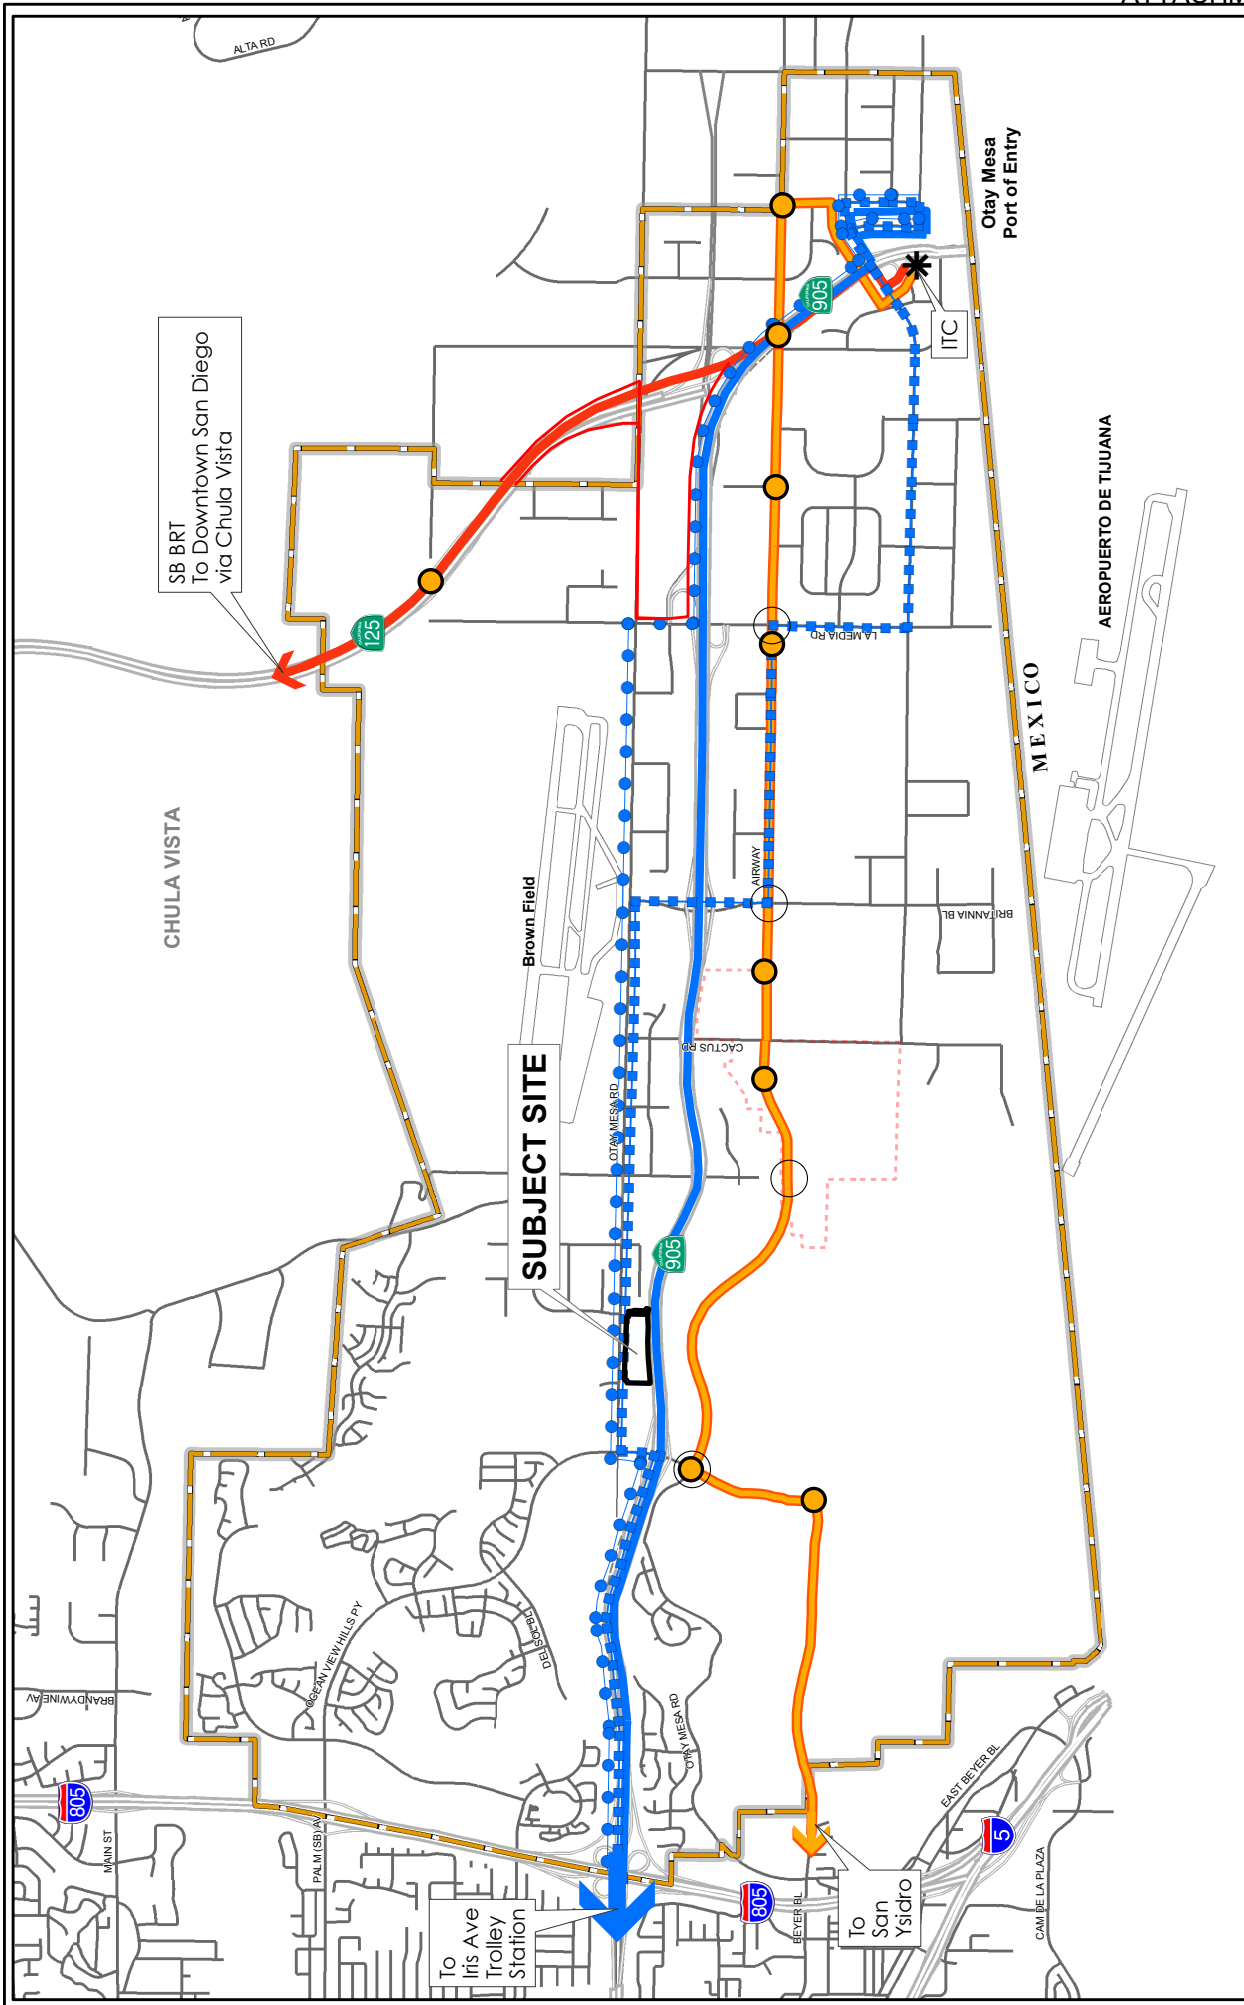 ALTA RD
SB BRT
To Downtown San Diego
via Chula Vista
CALIFORNIA
125
CHULA VISTA
Otay Mesa
Port of Entry
CALIFORNIA
905
ITC
LA MEDIA RD
AEROPUERTO DE TIJUANA
MEXICO
Brown Field
AIRWAY
BRITANNIA BL
CACTUS RD
SUBJECT SITE
OTAY MESA RD
CALIFORNIA
905
OCEAN VIEW HILLS PY
DEL SOL BL
BRANDYWINE AV
OTAY MESA RD
805
MAIN ST
PALM (SB) AV
EAST BEYER BL
5
805
BEYER BL
CAM DE LA PLAZA
To
Iris Ave
Trolley
Station
To
San
Ysidro